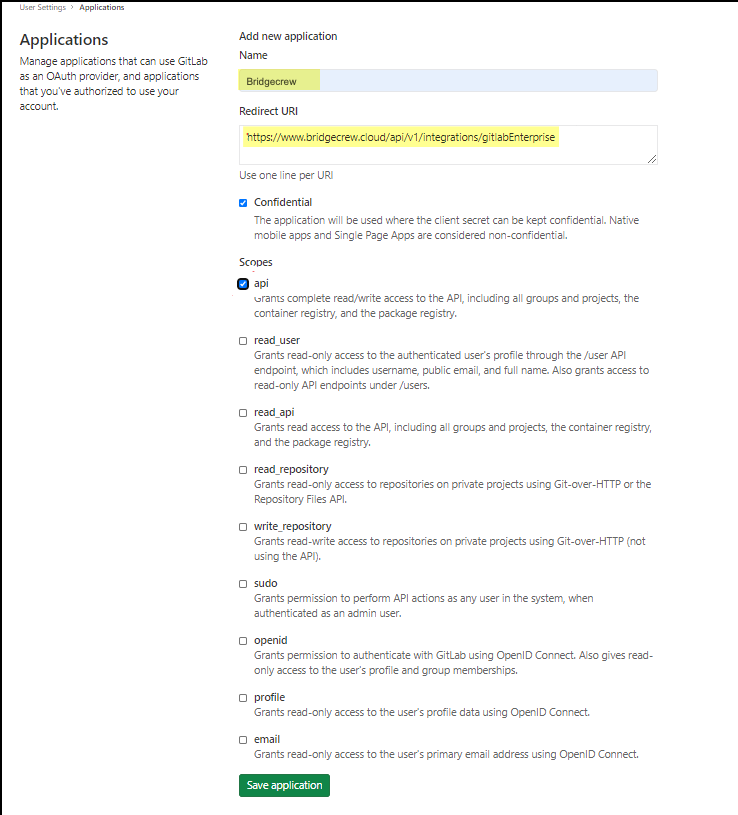 User Settings > Applications
Applications
Manage applications that can use GitLab
as an OAuth provider, and applications
that you've authorized to use your
account.
Add new application
Name
Bridgecrew
Redirect URI
'https://www.bridgecrew.cloud/api/v1/integrations/gitlabEnterprise
Use one line per URI
Confidential
The application will be used where the client secret can be kept confidential. Native
mobile apps and Single Page Apps are considered non-confidential.
Scopes
api
Grants complete read/write access to the API, including all groups and projects, the
container registry, and the package registry.
read_user
Grants read-only access to the authenticated user's profile through the /user API
endpoint, which includes username, public email, and full name. Also grants access to
read-only API endpoints under /users.
read_api
Grants read access to the API, including all groups and projects, the container registry,
and the package registry.
read_repository
Grants read-only access to repositories on private projects using Git-over-HTTP or the
Repository Files API.
write_repository
Grants read-write access to repositories on private projects using Git-over-HTTP (not
using the API).
sudo
Grants permission to perform API actions as any user in the system, when
authenticated as an admin user.
openid
Grants permission to authenticate with GitLab using OpenID Connect. Also gives read-
only access to the user's profile and group memberships.
profile
Grants read-only access to the user's profile data using OpenID Connect.
email
Grants read-only access to the user's primary email address using OpenID Connect.
Save application